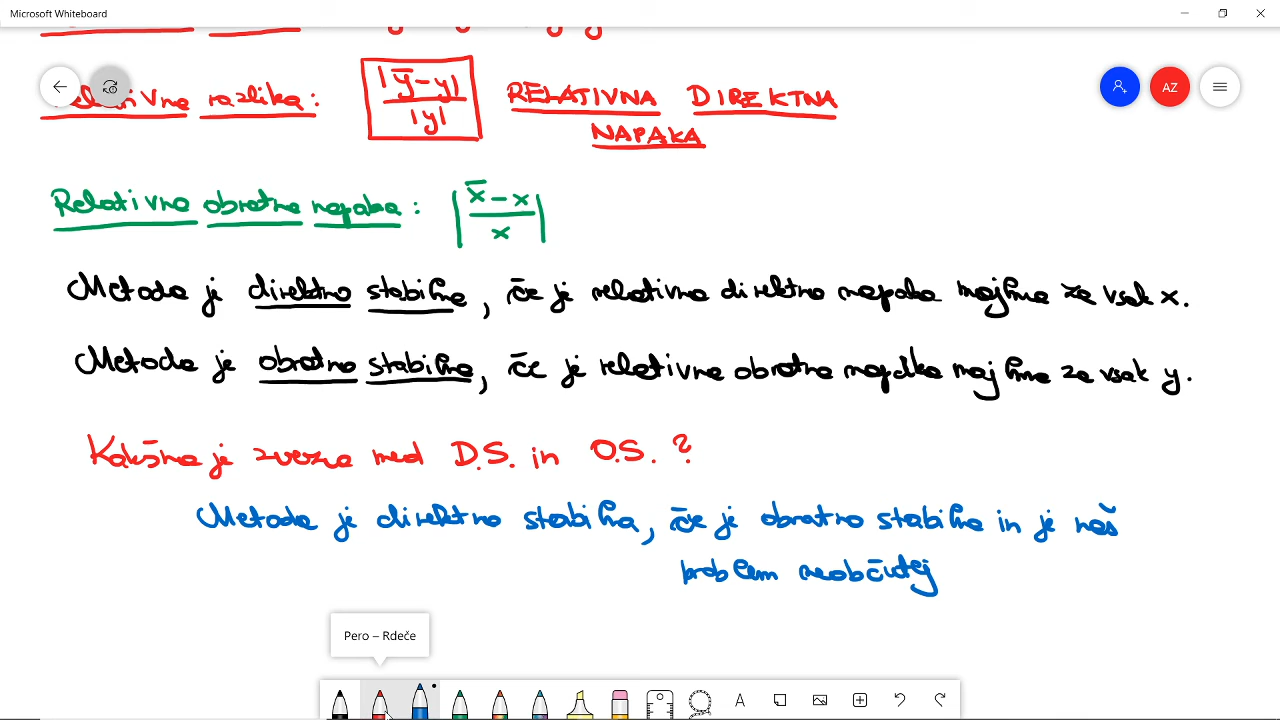 Microsoft Whiteboard
razlika: |y̅-y| / |y| RELATIVNA DIREKTNA
NAPAKA
AZ
Relativna obratna napaka: |x̅-x / x|
Metoda je direktno stabilna, če je relativna direktna napaka majhna za vsak x.
Metoda je obratno stabilna, če je relativna obratna napaka majhna za vsak y.
Kakšna je zveza med D.S. in O.S.?
Metoda je direktno stabilna, če je obratno stabilna in je naš
problem neobčutlj
Pero – Rdeče
A